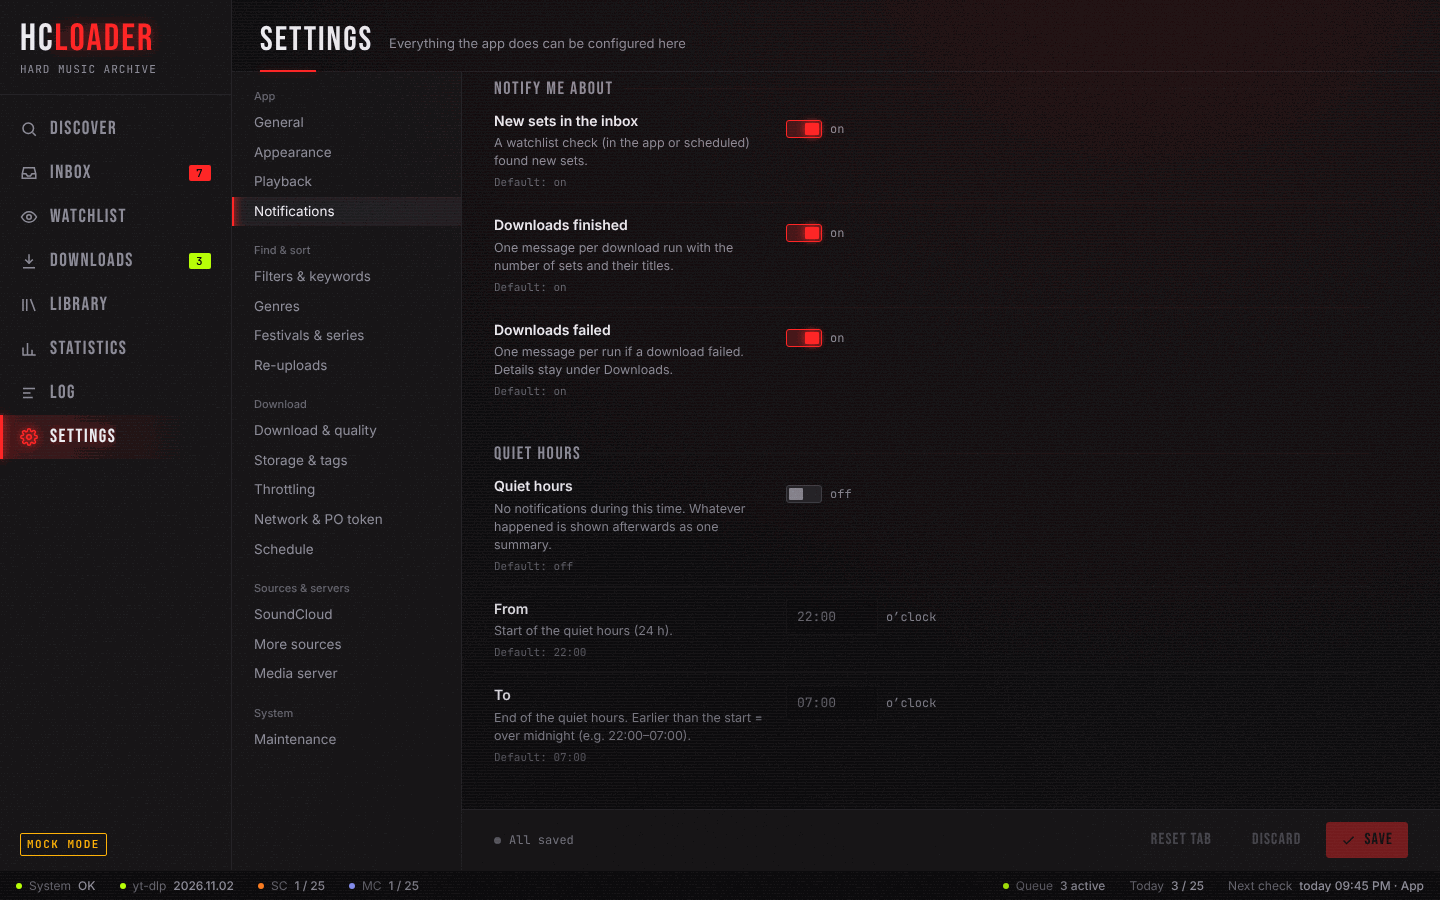 HCLOADER
HARD MUSIC ARCHIVE
DISCOVER
INBOX 7
WATCHLIST
DOWNLOADS 3
LIBRARY
STATISTICS
LOG
SETTINGS
MOCK MODE
SETTINGS Everything the app does can be configured here
App
General
Appearance
Playback
Notifications
Find & sort
Filters & keywords
Genres
Festivals & series
Re-uploads
Download
Download & quality
Storage & tags
Throttling
Network & PO token
Schedule
Sources & servers
SoundCloud
More sources
Media server
System
Maintenance
NOTIFY ME ABOUT
New sets in the inbox on
A watchlist check (in the app or scheduled)
found new sets.
Default: on
Downloads finished on
One message per download run with the
number of sets and their titles.
Default: on
Downloads failed on
One message per run if a download failed.
Details stay under Downloads.
Default: on
QUIET HOURS
Quiet hours off
No notifications during this time. Whatever
happened is shown afterwards as one
summary.
Default: off
From 22:00 o'clock
Start of the quiet hours (24 h).
Default: 22:00
To 07:00 o'clock
End of the quiet hours. Earlier than the start =
over midnight (e.g. 22:00–07:00).
Default: 07:00
All saved RESET TAB DISCARD SAVE
System OK yt-dlp 2026.11.02 SC 1 / 25 MC 1 / 25 Queue 3 active Today 3 / 25 Next check today 09:45 PM · App